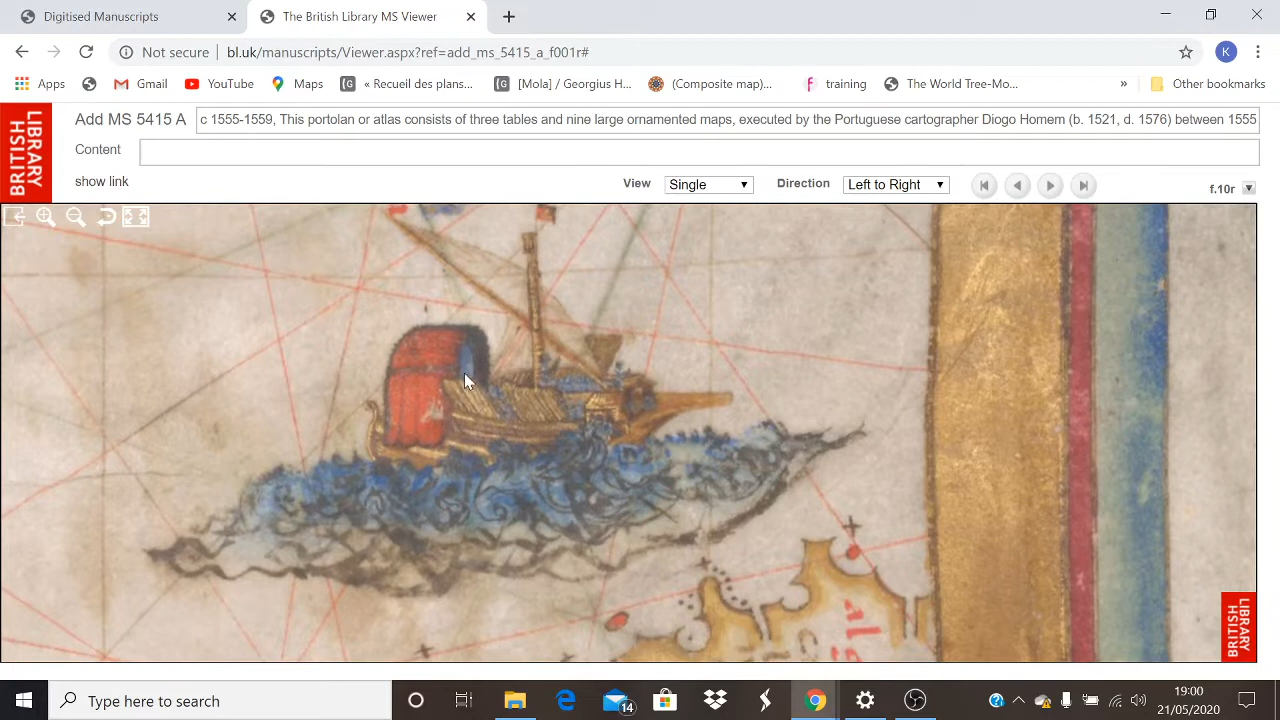 Digitised Manuscripts
The British Library MS Viewer
Not secure
bl.uk/manuscripts/Viewer.aspx?ref=add_ms_5415_a_f001r#
K
Apps
Gmail
YouTube
Maps
« Recueil des plans...
[Mola] / Georgius H...
(Composite map)...
training
The World Tree-Mo...
»
Other bookmarks
LIBRARY
BRITISH
Add MS 5415 A
c 1555-1559, This portolan or atlas consists of three tables and nine large ornamented maps, executed by the Portuguese cartographer Diogo Homem (b. 1521, d. 1576) between 1555
Content
show link
View
Single
Direction
Left to Right
f.10r
LIBRARY
BRITISH
Type here to search
14
19:00
21/05/2020